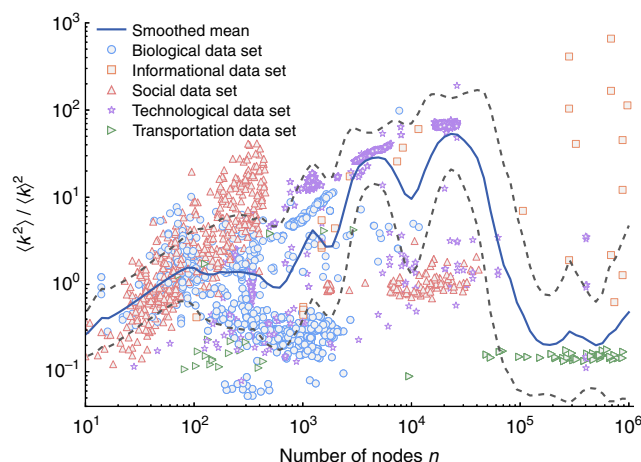 10³
10²
10¹
10⁰
10⁻¹
⟨k²⟩ / ⟨k⟩²
Smoothed mean
Biological data set
Informational data set
Social data set
Technological data set
Transportation data set
10¹ 10² 10³ 10⁴ 10⁵ 10⁶
Number of nodes n